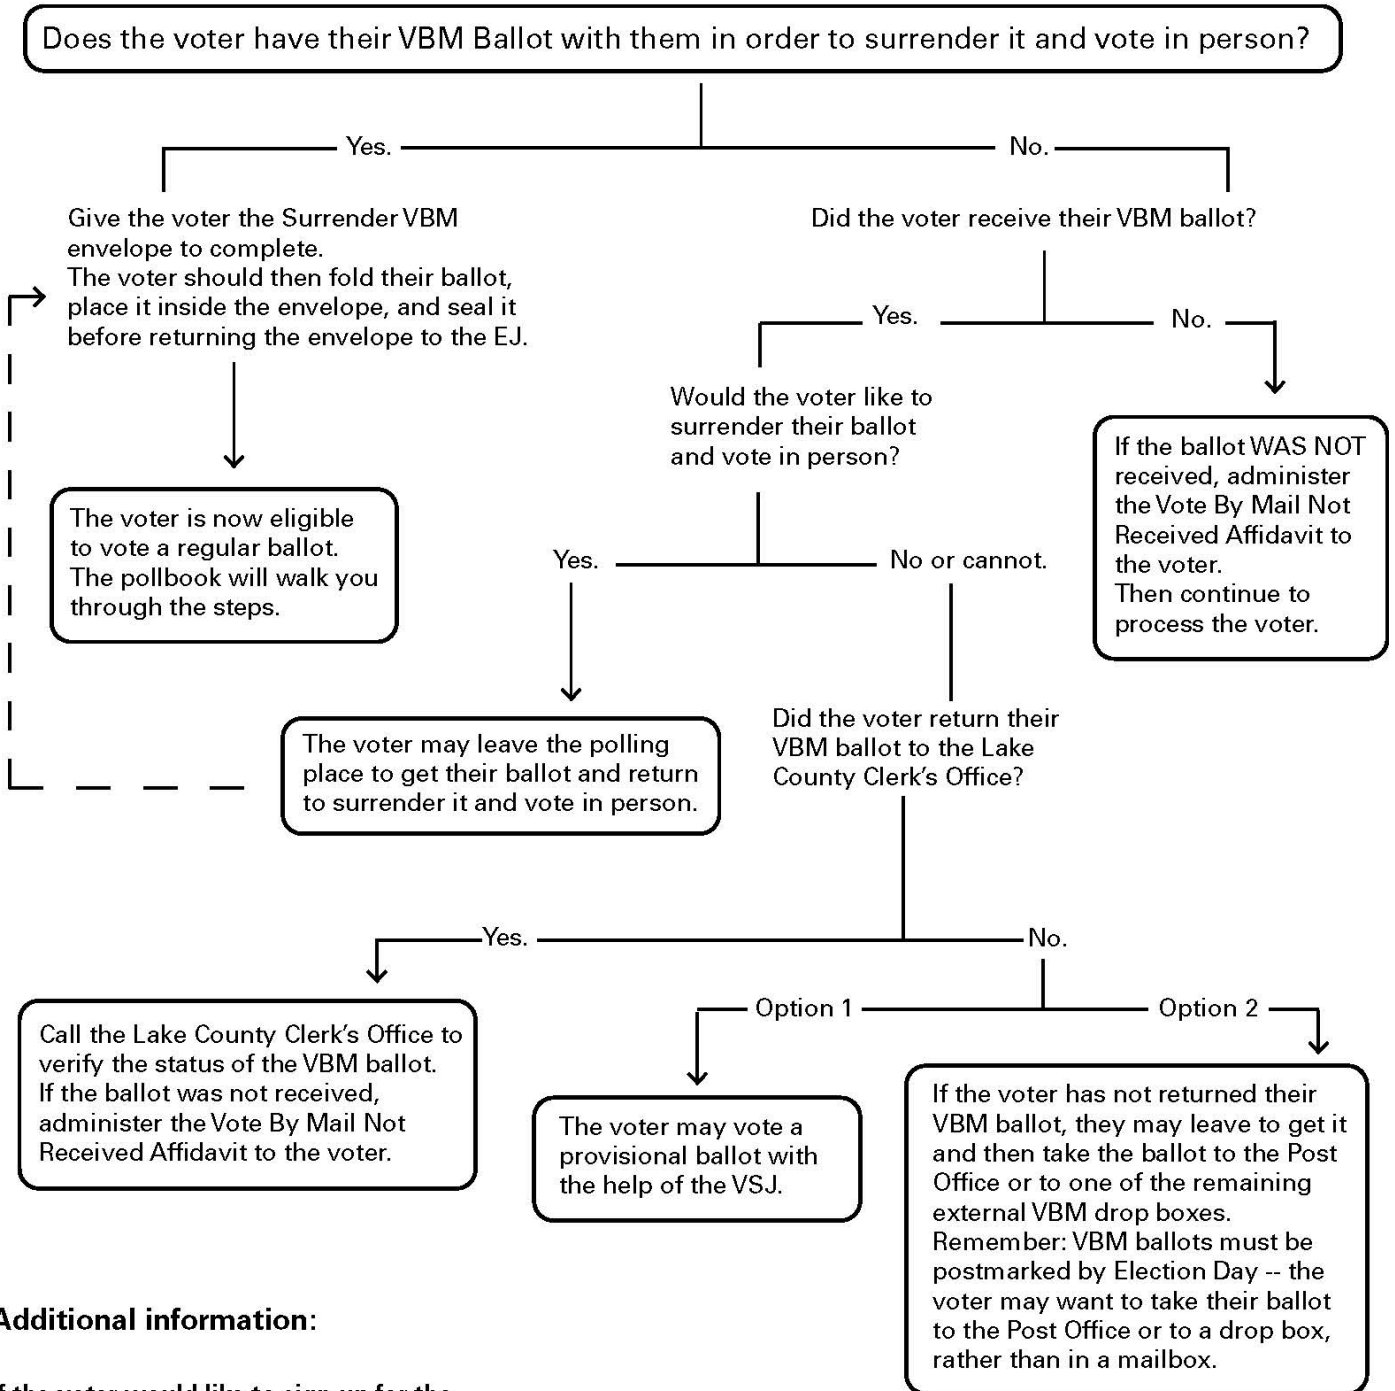 Does the voter have their VBM Ballot with them in order to surrender it and vote in person?
Yes.
No.
Give the voter the Surrender VBM
envelope to complete.
The voter should then fold their ballot,
place it inside the envelope, and seal it
before returning the envelope to the EJ.
Did the voter receive their VBM ballot?
Yes.
No.
Would the voter like to
surrender their ballot
and vote in person?
If the ballot WAS NOT
received, administer
the Vote By Mail Not
Received Affidavit to
the voter.
Then continue to
process the voter.
The voter is now eligible
to vote a regular ballot.
The pollbook will walk you
through the steps.
Yes.
No or cannot.
The voter may leave the polling
place to get their ballot and return
to surrender it and vote in person.
Did the voter return their
VBM ballot to the Lake
County Clerk's Office?
Yes.
No.
Option 1
Option 2
Call the Lake County Clerk's Office to
verify the status of the VBM ballot.
If the ballot was not received,
administer the Vote By Mail Not
Received Affidavit to the voter.
The voter may vote a
provisional ballot with
the help of the VSJ.
If the voter has not returned their
VBM ballot, they may leave to get it
and then take the ballot to the Post
Office or to one of the remaining
external VBM drop boxes.
Remember: VBM ballots must be
postmarked by Election Day -- the
voter may want to take their ballot
to the Post Office or to a drop box,
rather than in a mailbox.
Additional information:
If the voter would like to sign up for the